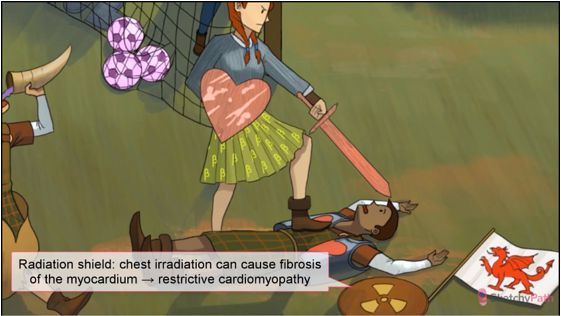 Radiation shield: chest irradiation can cause fibrosis
of the myocardium → restrictive cardiomyopathy
SketchyPath